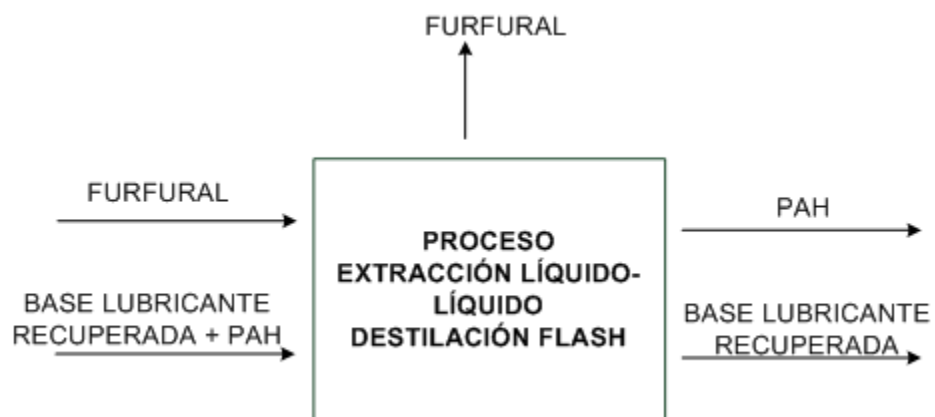 FURFURAL
FURFURAL
BASE LUBRICANTE
RECUPERADA + PAH
PROCESO
EXTRACCIÓN LÍQUIDO-
LÍQUIDO
DESTILACIÓN FLASH
PAH
BASE LUBRICANTE
RECUPERADA